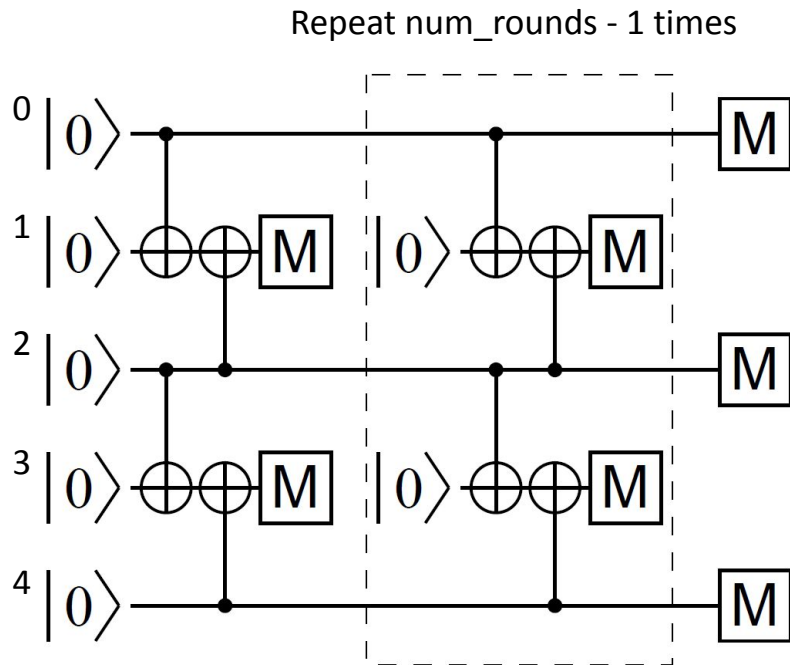 Repeat num_rounds - 1 times
0 |0⟩ M
1 |0⟩ M |0⟩ M
2 |0⟩ M
3 |0⟩ M |0⟩ M
4 |0⟩ M